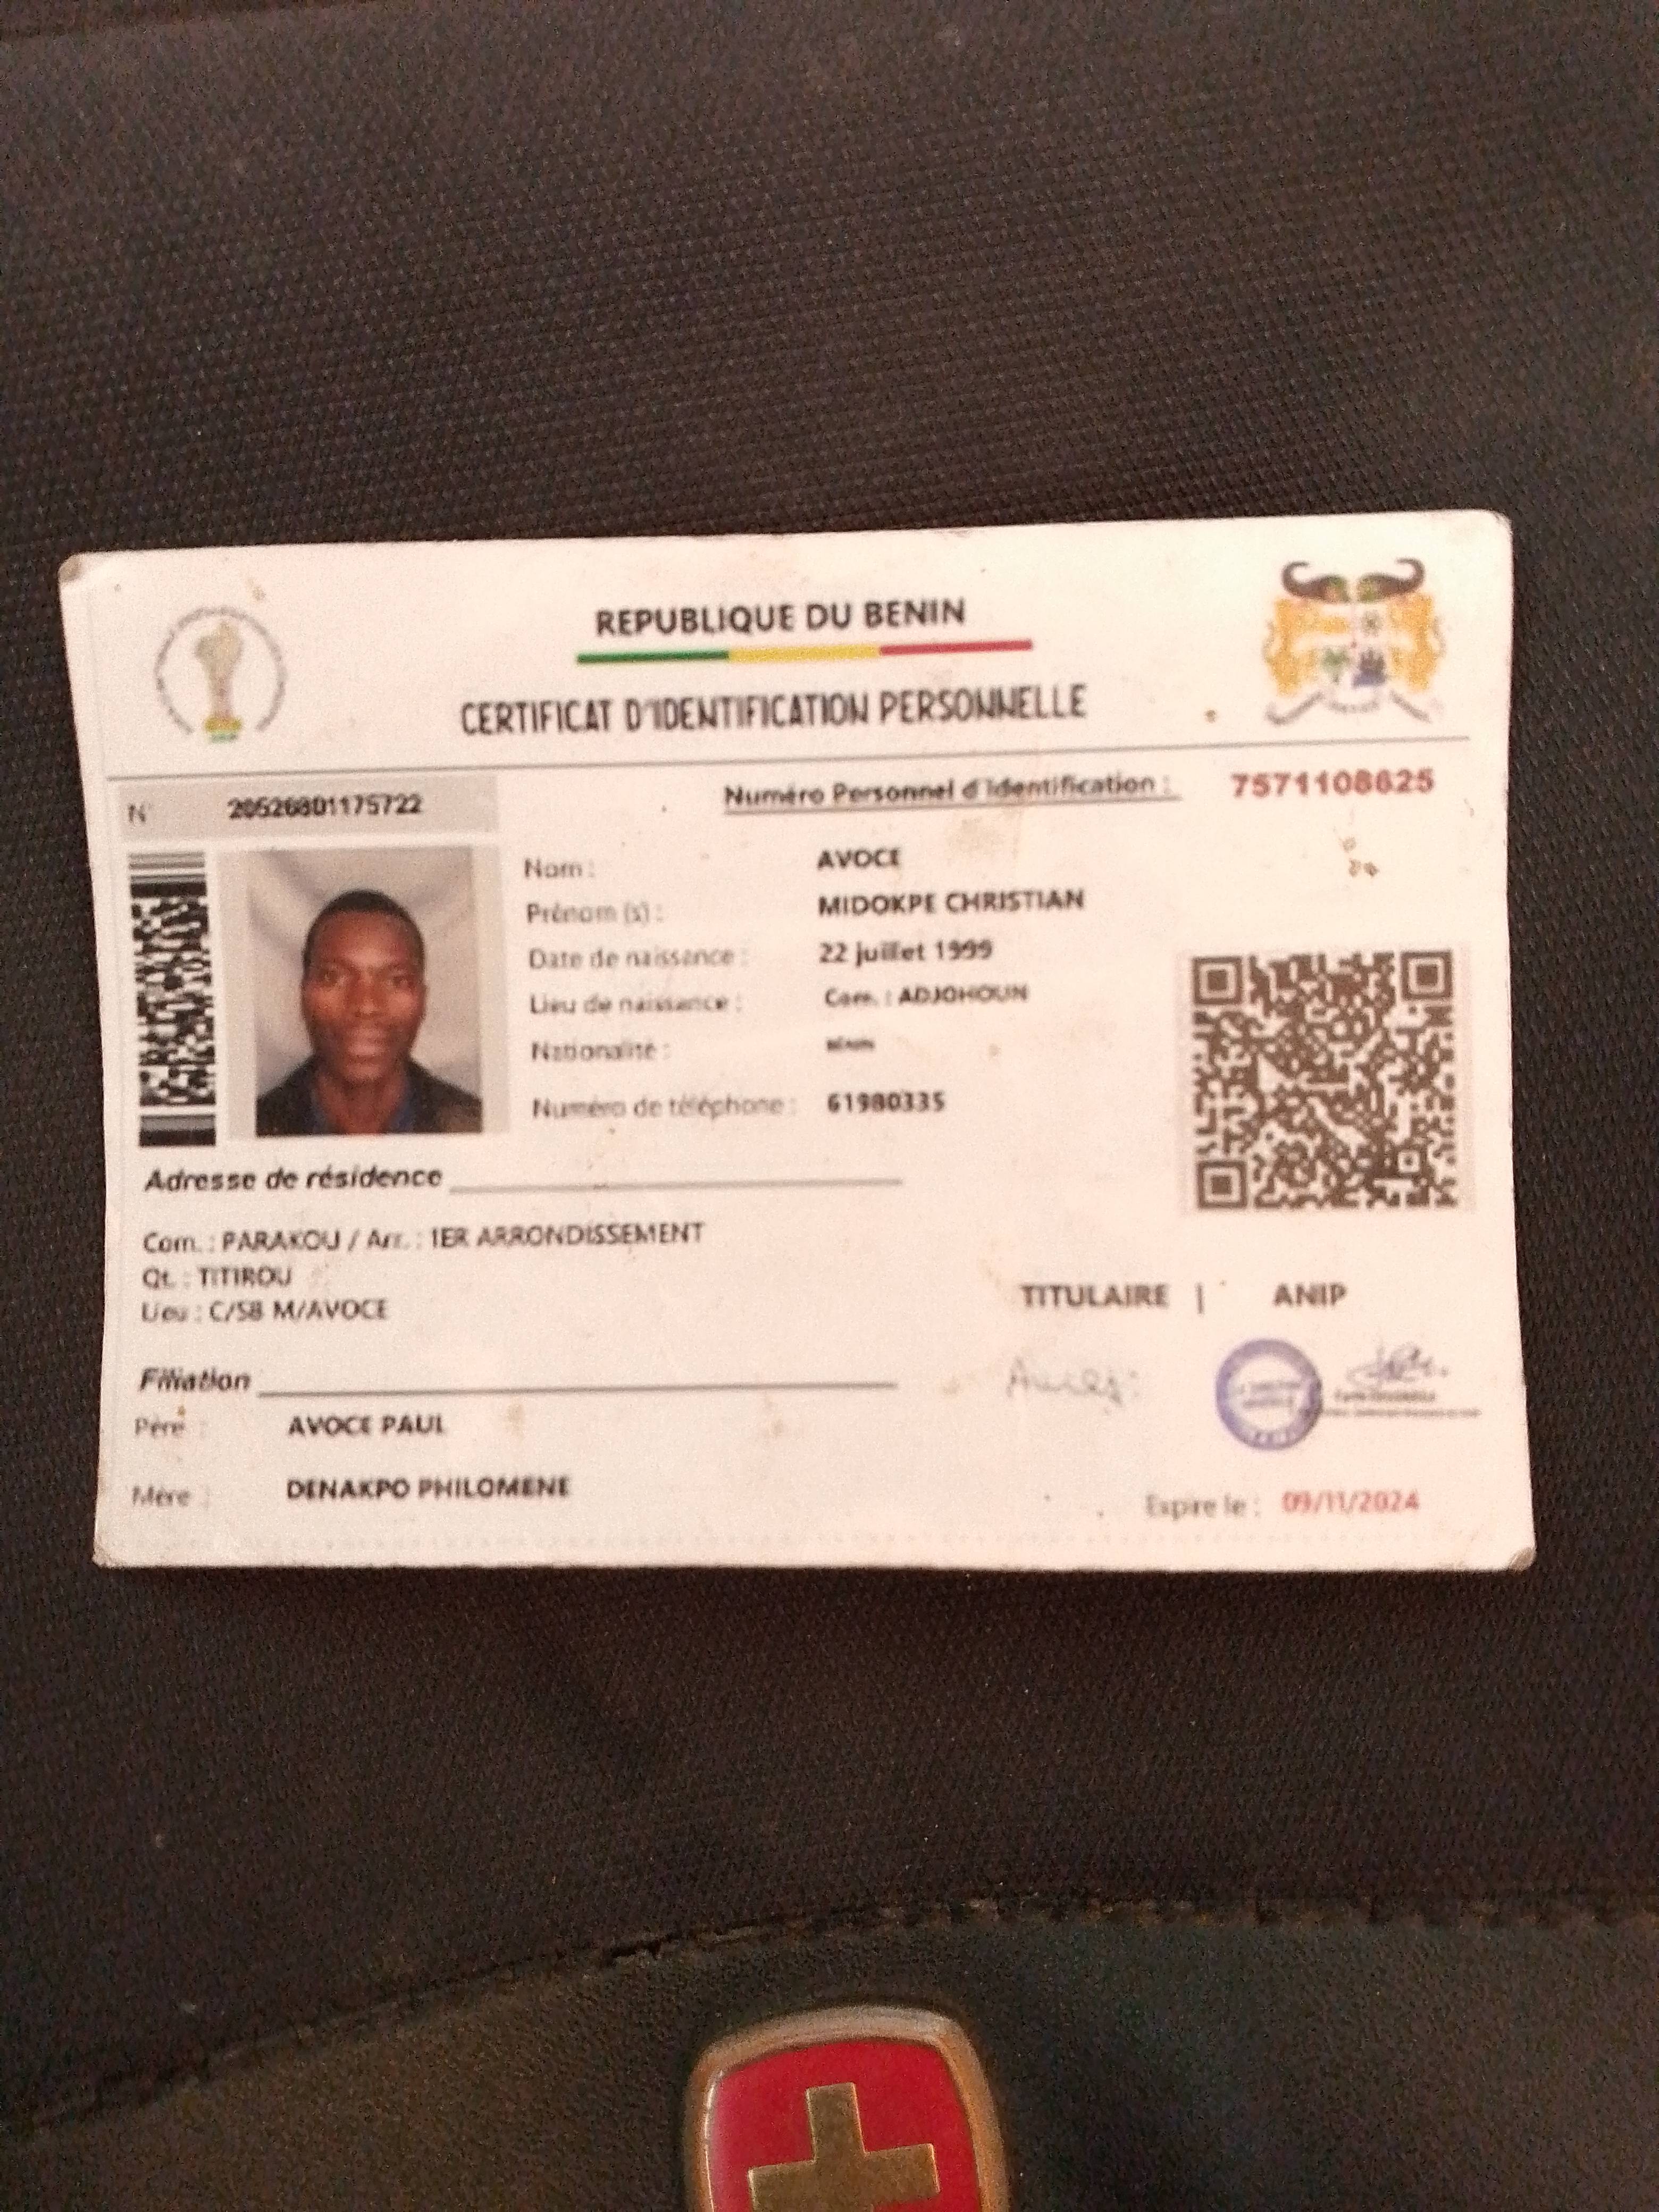 REPUBLIQUE DU BENIN
CERTIFICAT D'IDENTIFICATION PERSONNELLE
N° 20526801175722
Numéro Personnel d'Identification : 7571108625
Nom : AVOCE
Prénom (s) : MIDOKPE CHRISTIAN
Date de naissance : 22 juillet 1999
Lieu de naissance : Com. : ADJOHOUN
Nationalité : BÉNIN
Numéro de téléphone : 61980335
Adresse de résidence
Com. : PARAKOU / Arr. : 1ER ARRONDISSEMENT
Qt. : TITIROU
Lieu : C/SB M/AVOCE
TITULAIRE | ANIP
Filiation
Père : AVOCE PAUL
Mère : DENAKPO PHILOMENE
Expire le : 09/11/2024